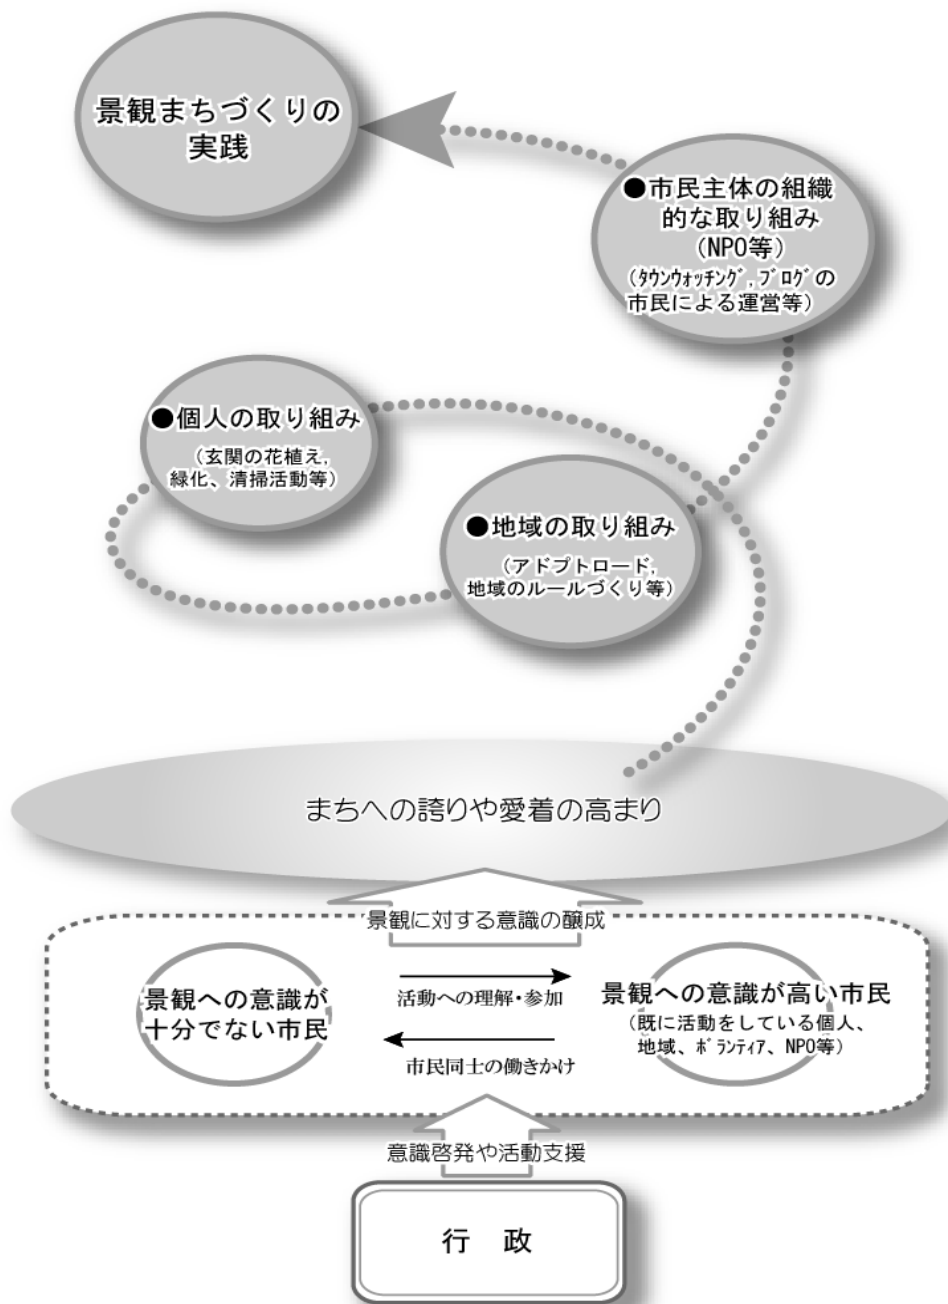 景観まちづくりの
実践
●市民主体の組織
的な取り組み
(NPO等)
(ﾀｳﾝｳｫｯﾁﾝｸﾞ,ﾌﾞﾛｸﾞの
市民による運営等)
●個人の取り組み
(玄関の花植え,
緑化、清掃活動等)
●地域の取り組み
(アドプトロード,
地域のルールづくり等)
まちへの誇りや愛着の高まり
景観に対する意識の醸成
景観への意識が
十分でない市民
活動への理解・参加
市民同士の働きかけ
景観への意識が高い市民
(既に活動をしている個人、
地域、ﾎﾞﾗﾝﾃｨｱ、NPO等)
意識啓発や活動支援
行　政